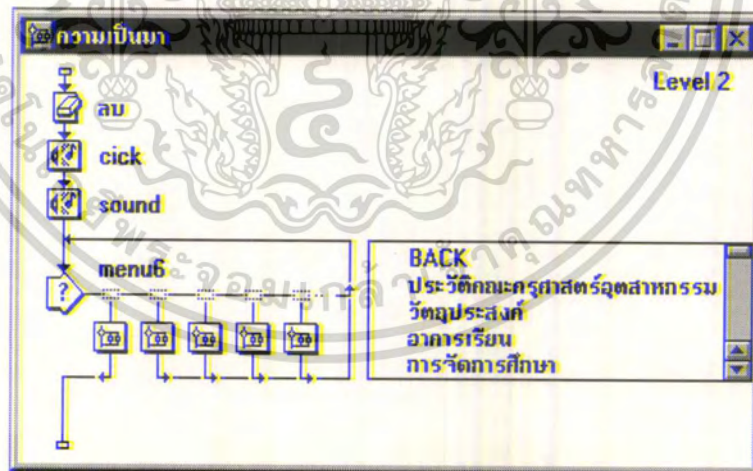 ความเป็นมา
Level 2
ลบ
cick
sound
menu6
BACK
ประวัติคณะครุศาสตร์อุตสาหกรรม
วัตถุประสงค์
อาคารเรียน
การจัดการศึกษา